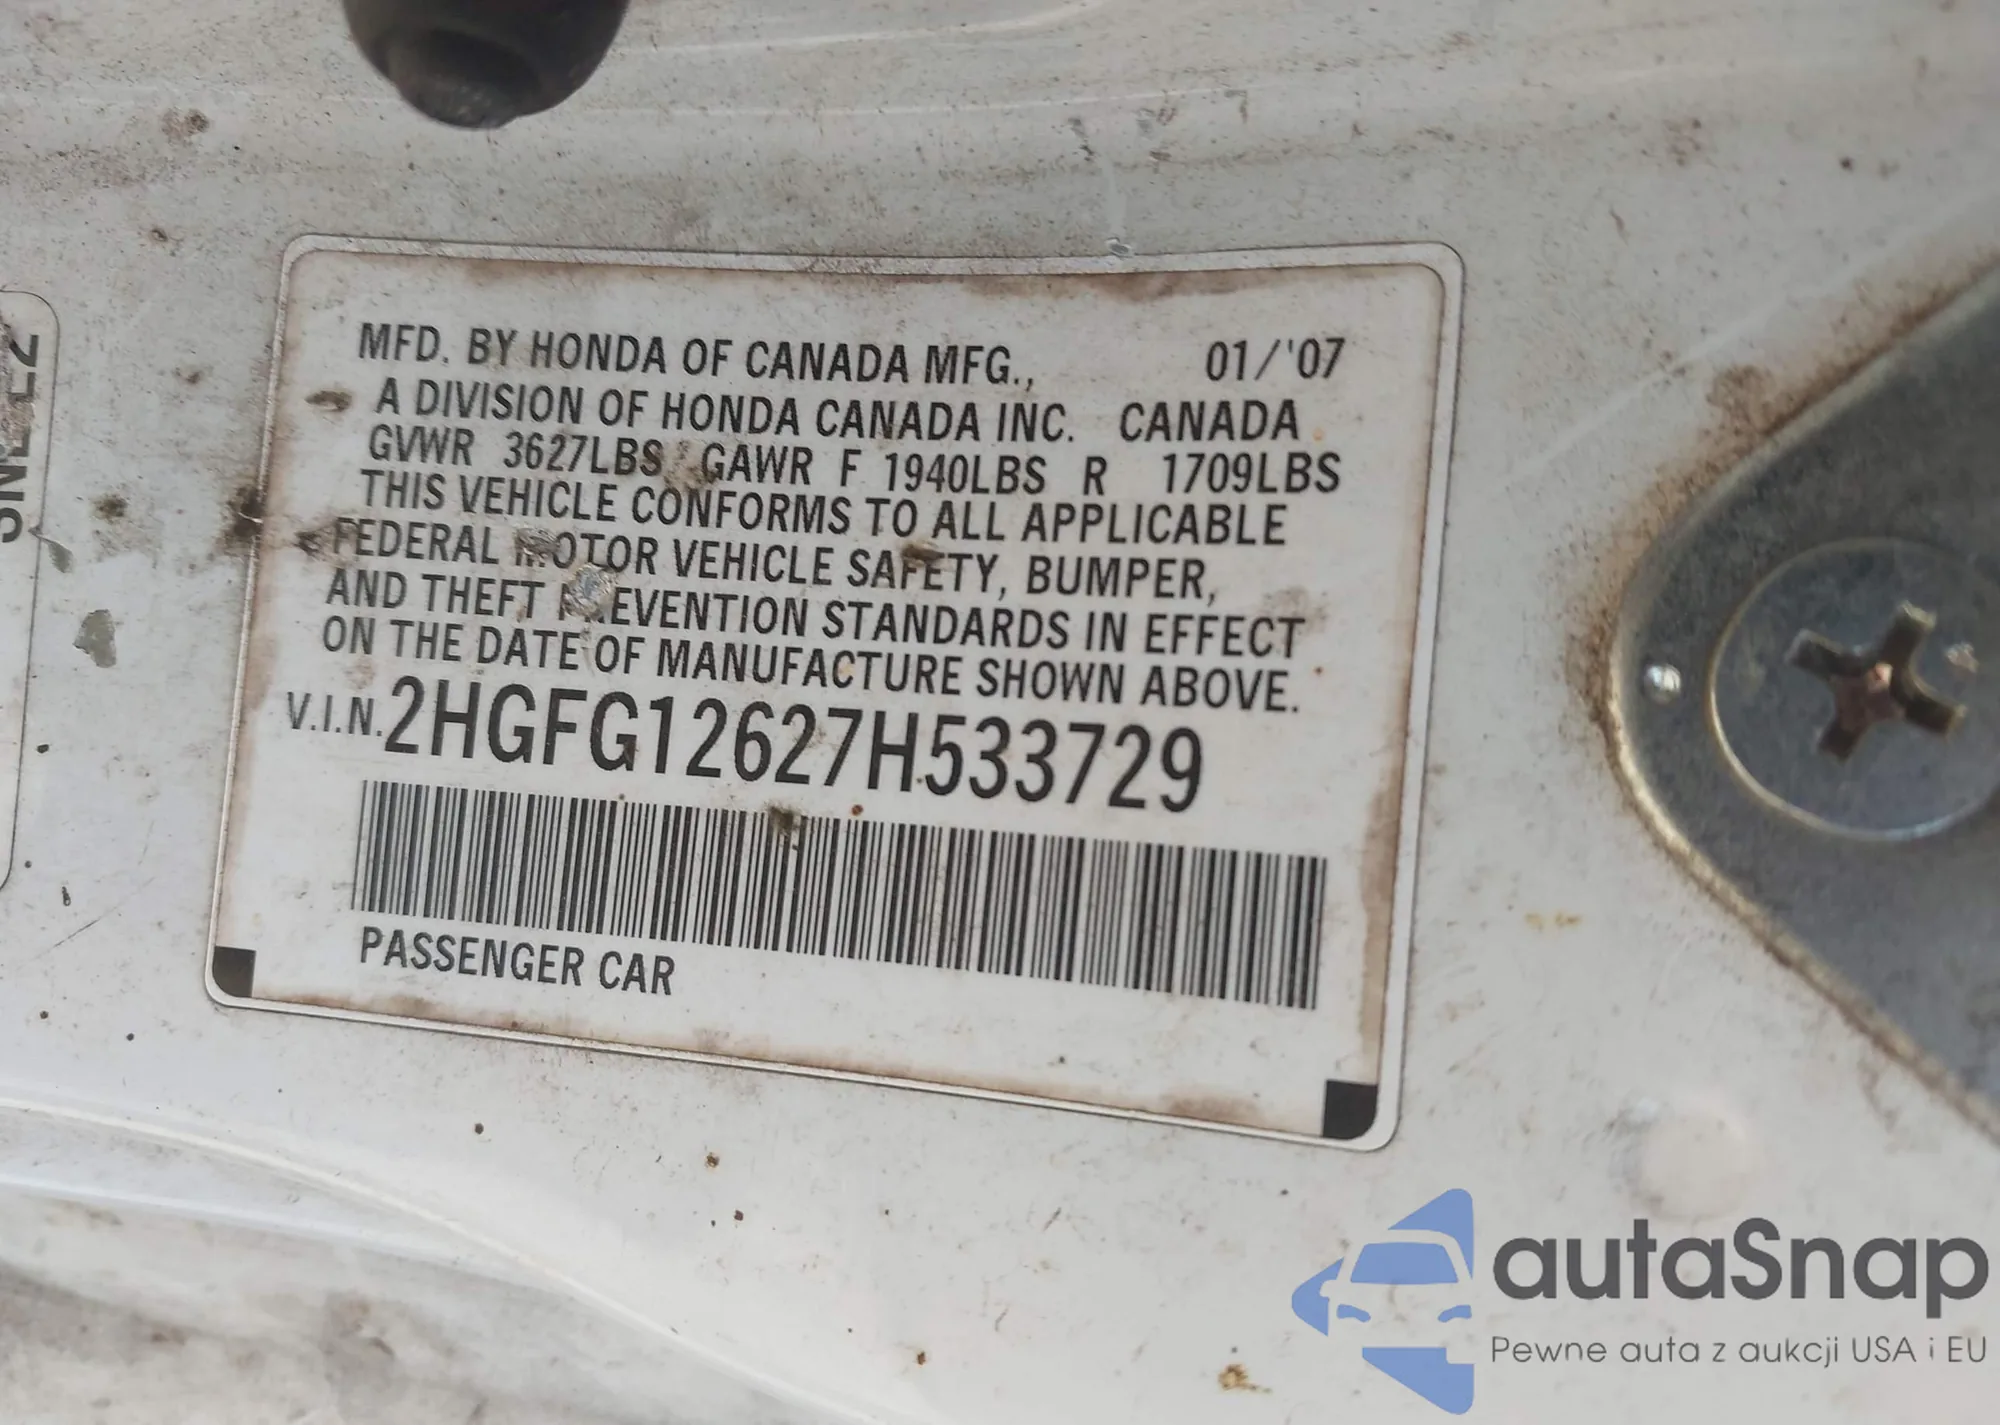 MFD. BY HONDA OF CANADA MFG., 01/'07
A DIVISION OF HONDA CANADA INC. CANADA
GVWR 3627LBS GAWR F 1940LBS R 1709LBS
THIS VEHICLE CONFORMS TO ALL APPLICABLE
FEDERAL MOTOR VEHICLE SAFETY, BUMPER,
AND THEFT PREVENTION STANDARDS IN EFFECT
ON THE DATE OF MANUFACTURE SHOWN ABOVE.
V.I.N. 2HGFG12627H533729
PASSENGER CAR
autaSnap
Pewne auta z aukcji USA i EU